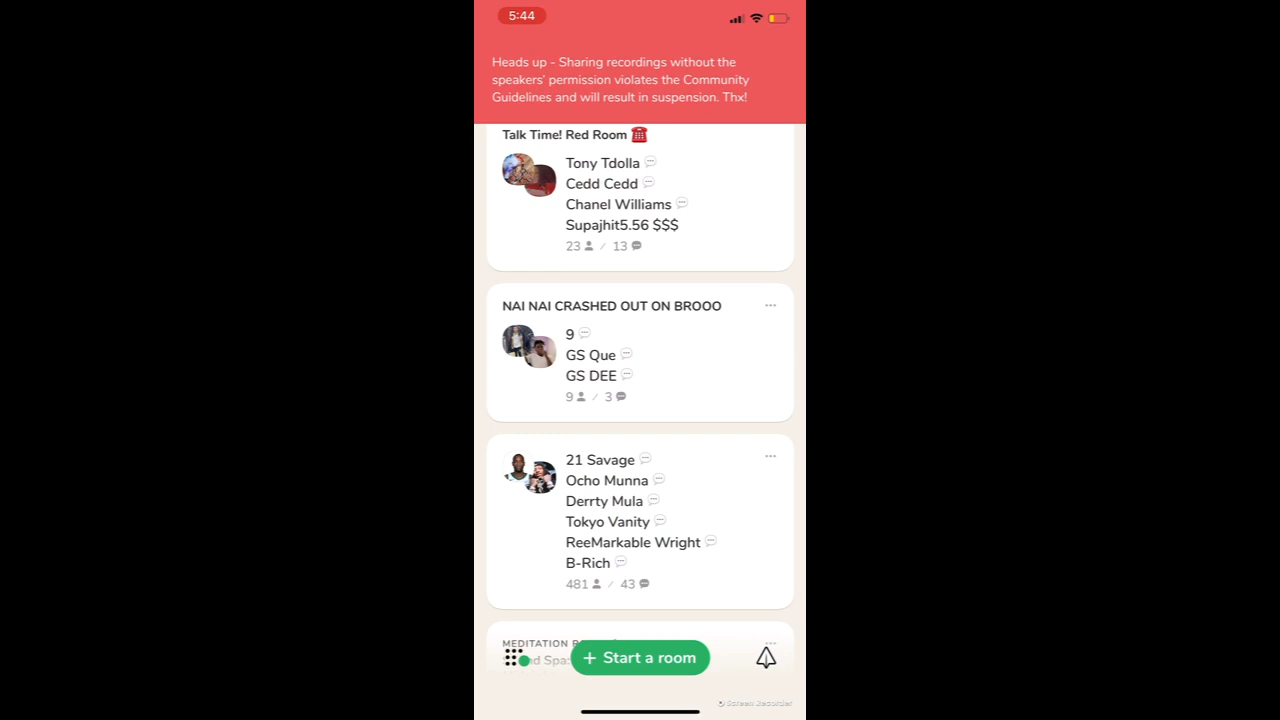 5:44
Heads up - Sharing recordings without the
speakers' permission violates the Community
Guidelines and will result in suspension. Thx!
Talk Time! Red Room ☎️
Tony Tdolla 💬
Cedd Cedd 💬
Chanel Williams 💬
Supajhit5.56 $$$
23 / 13
NAI NAI CRASHED OUT ON BROOO
9 💬
GS Que 💬
GS DEE 💬
9 / 3
21 Savage 💬
Ocho Munna 💬
Derrty Mula 💬
Tokyo Vanity 💬
ReeMarkable Wright 💬
B-Rich 💬
481 / 43
MEDITATION
+ Start a room
Screen Recorder